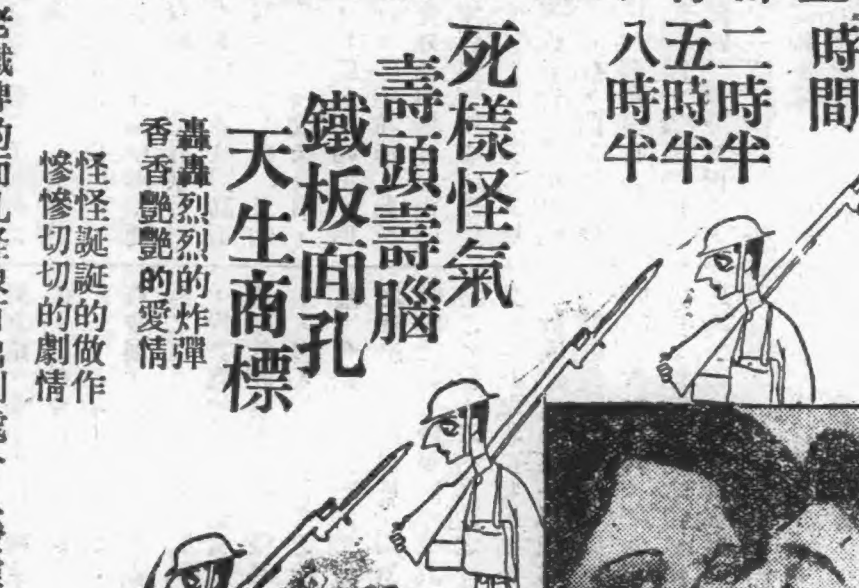 時間
二時半
五時半
八時半
死樣怪氣
壽頭壽腦
鐵板面孔
天生商標
轟轟烈烈的炸彈
香香艷艷的愛情
怪怪誕誕的做作
慘慘切切的劇情